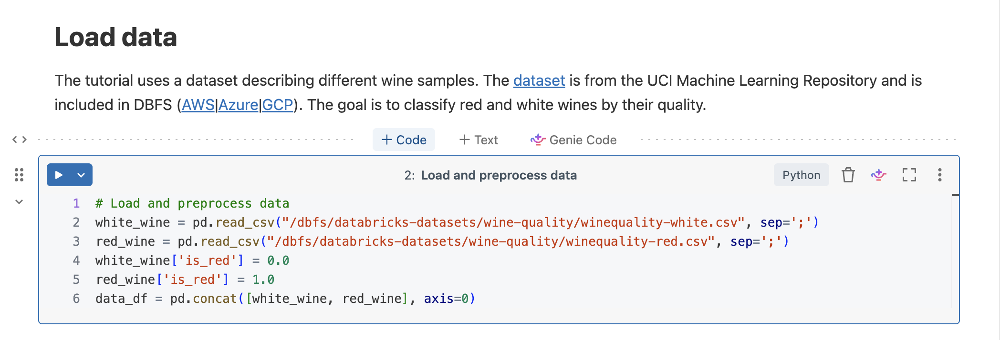 Load data
The tutorial uses a dataset describing different wine samples. The dataset is from the UCI Machine Learning Repository and is
included in DBFS (AWS|Azure|GCP). The goal is to classify red and white wines by their quality.
+ Code + Text Genie Code
2: Load and preprocess data Python
1 # Load and preprocess data
2 white_wine = pd.read_csv("/dbfs/databricks-datasets/wine-quality/winequality-white.csv", sep=';')
3 red_wine = pd.read_csv("/dbfs/databricks-datasets/wine-quality/winequality-red.csv", sep=';')
4 white_wine['is_red'] = 0.0
5 red_wine['is_red'] = 1.0
6 data_df = pd.concat([white_wine, red_wine], axis=0)